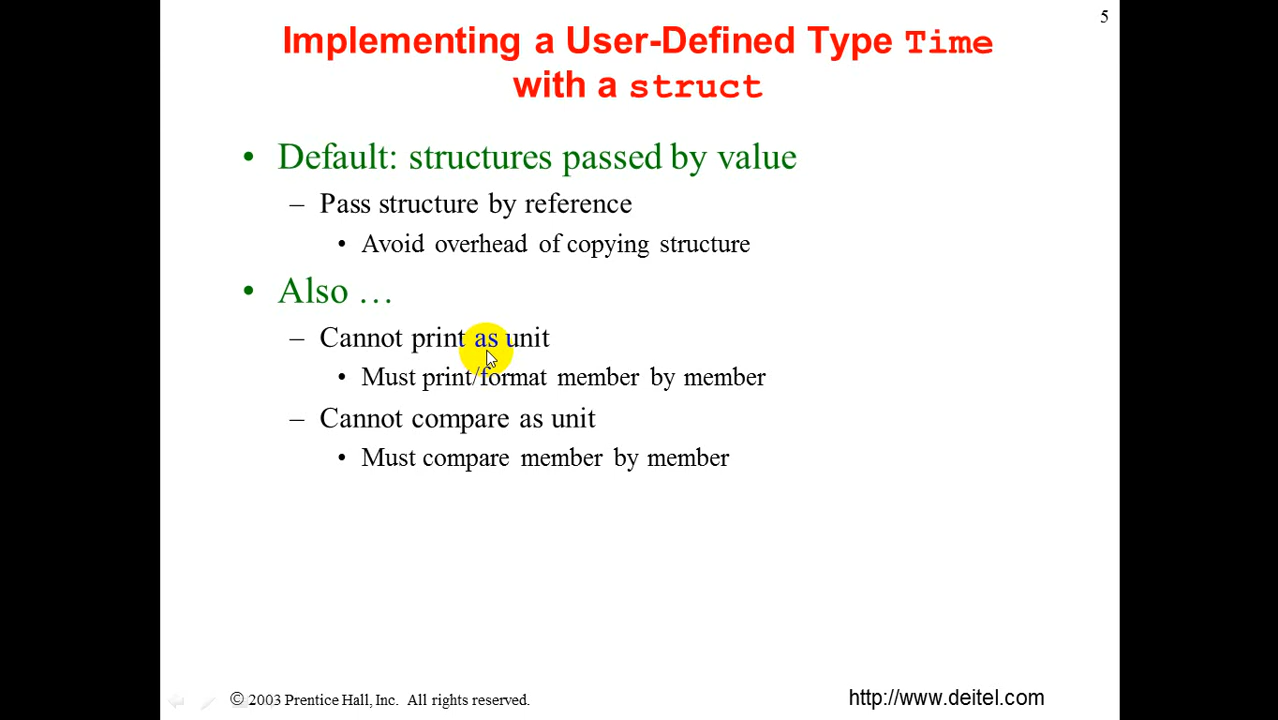 5
Implementing a User-Defined Type Time
with a struct
• Default: structures passed by value
– Pass structure by reference
• Avoid overhead of copying structure
• Also …
– Cannot print as unit
• Must print/format member by member
– Cannot compare as unit
• Must compare member by member
© 2003 Prentice Hall, Inc. All rights reserved.
http://www.deitel.com